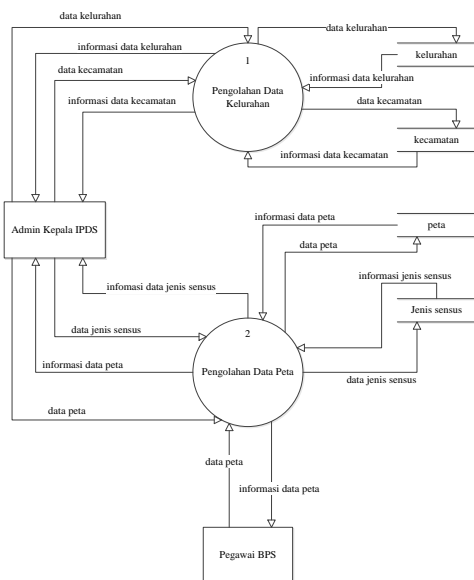 data kelurahan
data kelurahan
informasi data kelurahan
kelurahan
1
data kecamatan
informasi data kelurahan
Pengolahan Data
Kelurahan
informasi data kecamatan
data kecamatan
kecamatan
informasi data kecamatan
Admin Kepala IPDS
informasi data peta
peta
data peta
informasi jenis sensus
infomasi data jenis sensus
Jenis sensus
data jenis sensus
2
informasi data peta
Pengolahan Data Peta
data jenis sensus
data peta
data peta
informasi data peta
Pegawai BPS